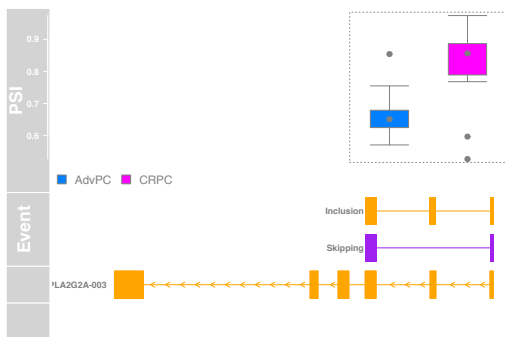 0.9
0.8
0.7
0.6
PSI
AdvPC CRPC
Event
Inclusion
Skipping
PLA2G2A-003